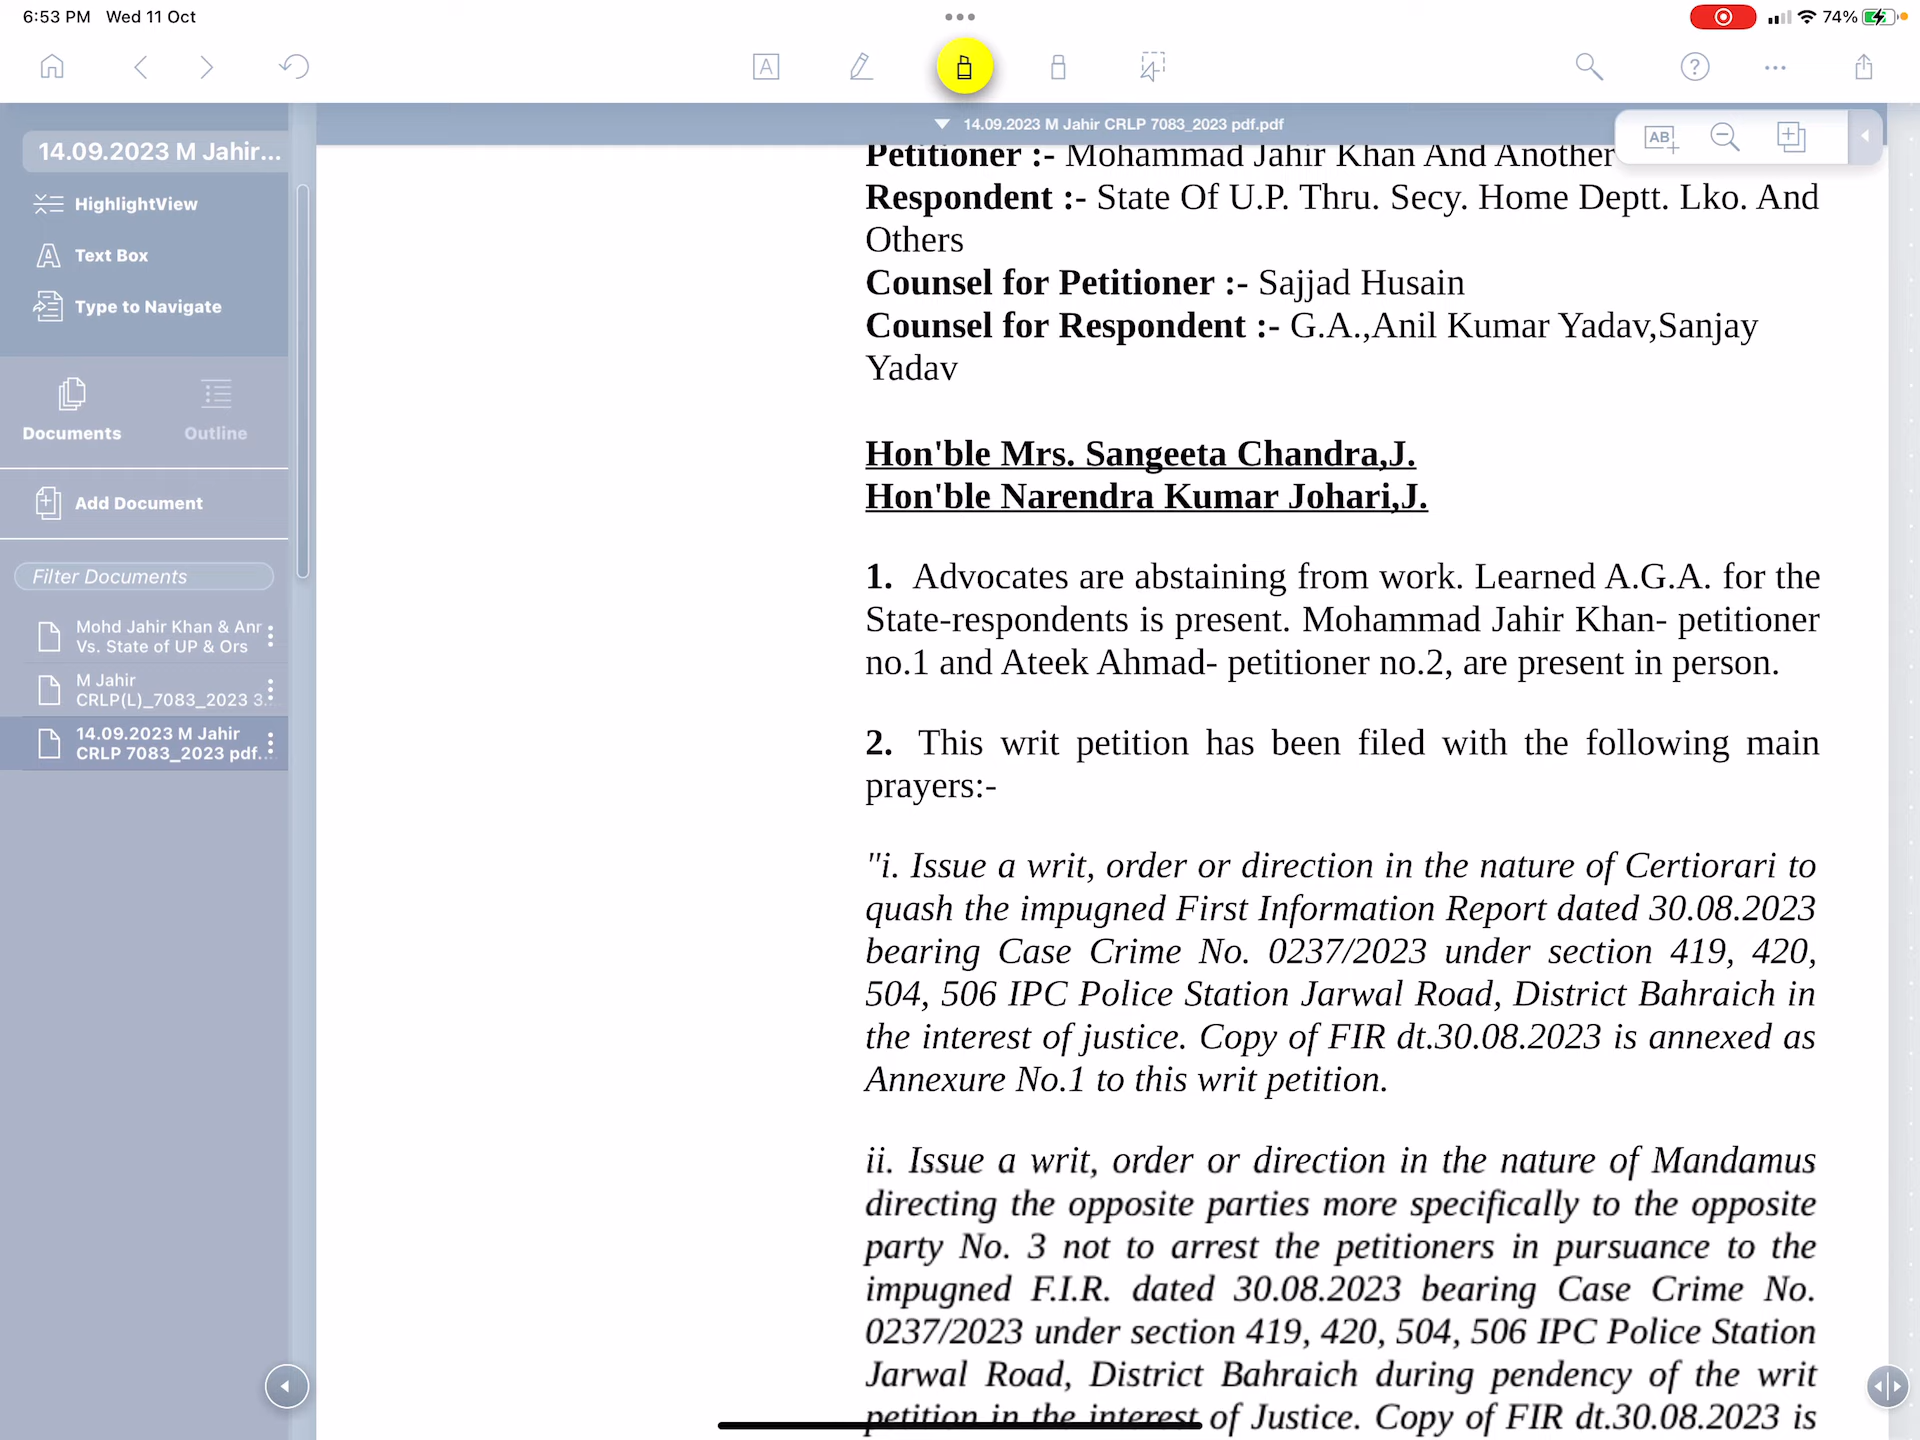 6:53 PM Wed 11 Oct
74%
14.09.2023 M Jahir...
HighlightView
Text Box
Type to Navigate
Documents
Outline
Add Document
Filter Documents
Mohd Jahir Khan & Anr
Vs. State of UP & Ors
M Jahir
CRLP(L)_7083_2023 3...
14.09.2023 M Jahir
CRLP 7083_2023 pdf...
14.09.2023 M Jahir CRLP 7083_2023 pdf.pdf
Petitioner :- Mohammad Jahir Khan And Another
Respondent :- State Of U.P. Thru. Secy. Home Deptt. Lko. And
Others
Counsel for Petitioner :- Sajjad Husain
Counsel for Respondent :- G.A.,Anil Kumar Yadav,Sanjay
Yadav
Hon'ble Mrs. Sangeeta Chandra,J.
Hon'ble Narendra Kumar Johari,J.
1. Advocates are abstaining from work. Learned A.G.A. for the
State-respondents is present. Mohammad Jahir Khan- petitioner
no.1 and Ateek Ahmad- petitioner no.2, are present in person.
2. This writ petition has been filed with the following main
prayers:-
"i. Issue a writ, order or direction in the nature of Certiorari to
quash the impugned First Information Report dated 30.08.2023
bearing Case Crime No. 0237/2023 under section 419, 420,
504, 506 IPC Police Station Jarwal Road, District Bahraich in
the interest of justice. Copy of FIR dt.30.08.2023 is annexed as
Annexure No.1 to this writ petition.
ii. Issue a writ, order or direction in the nature of Mandamus
directing the opposite parties more specifically to the opposite
party No. 3 not to arrest the petitioners in pursuance to the
impugned F.I.R. dated 30.08.2023 bearing Case Crime No.
0237/2023 under section 419, 420, 504, 506 IPC Police Station
Jarwal Road, District Bahraich during pendency of the writ
petition in the interest of Justice. Copy of FIR dt.30.08.2023 is